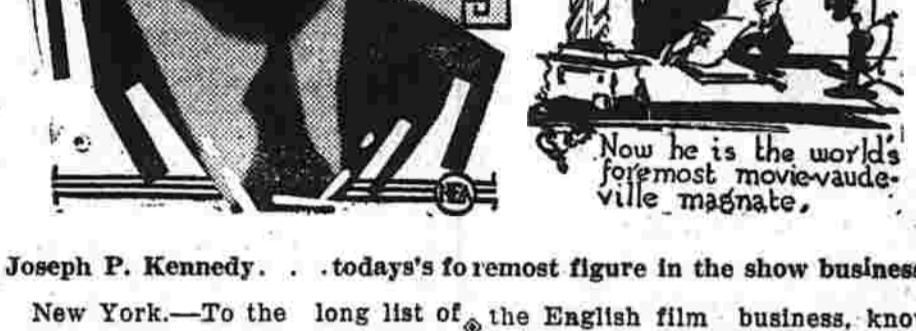 NEA
Now he is the world's
foremost movie-vaude-
ville magnate.
Joseph P. Kennedy. . .todays's foremost figure in the show business
New York.—To the long list of the English film business, kno